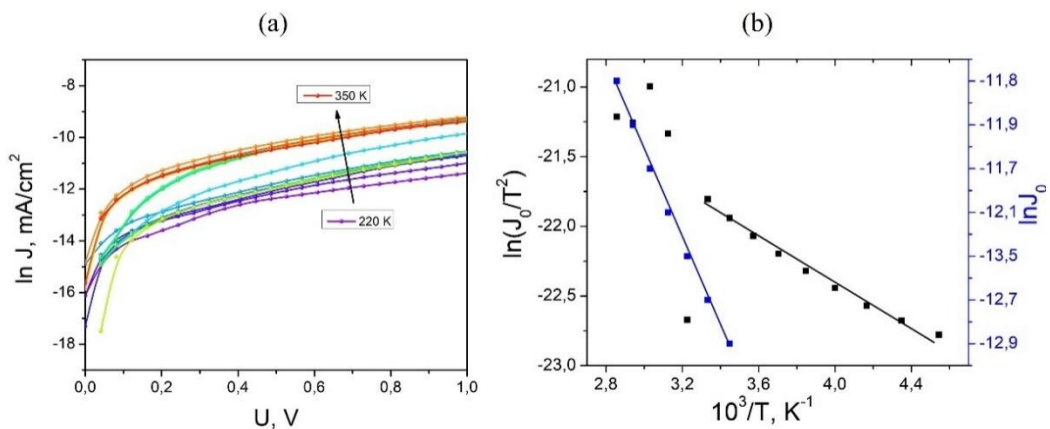 (a)
(b)
-8
-10
-12
-14
-16
-18
ln J, mA/cm²
350 K
220 K
0,0 0,2 0,4 0,6 0,8 1,0
U, V
-21,0
-21,5
-22,0
-22,5
-23,0
ln(J₀/T²)
-11,8
-11,9
-11,7
-12,1
-13,5
-12,7
-12,9
lnJ₀
2,8 3,2 3,6 4,0 4,4
10³/T, K⁻¹